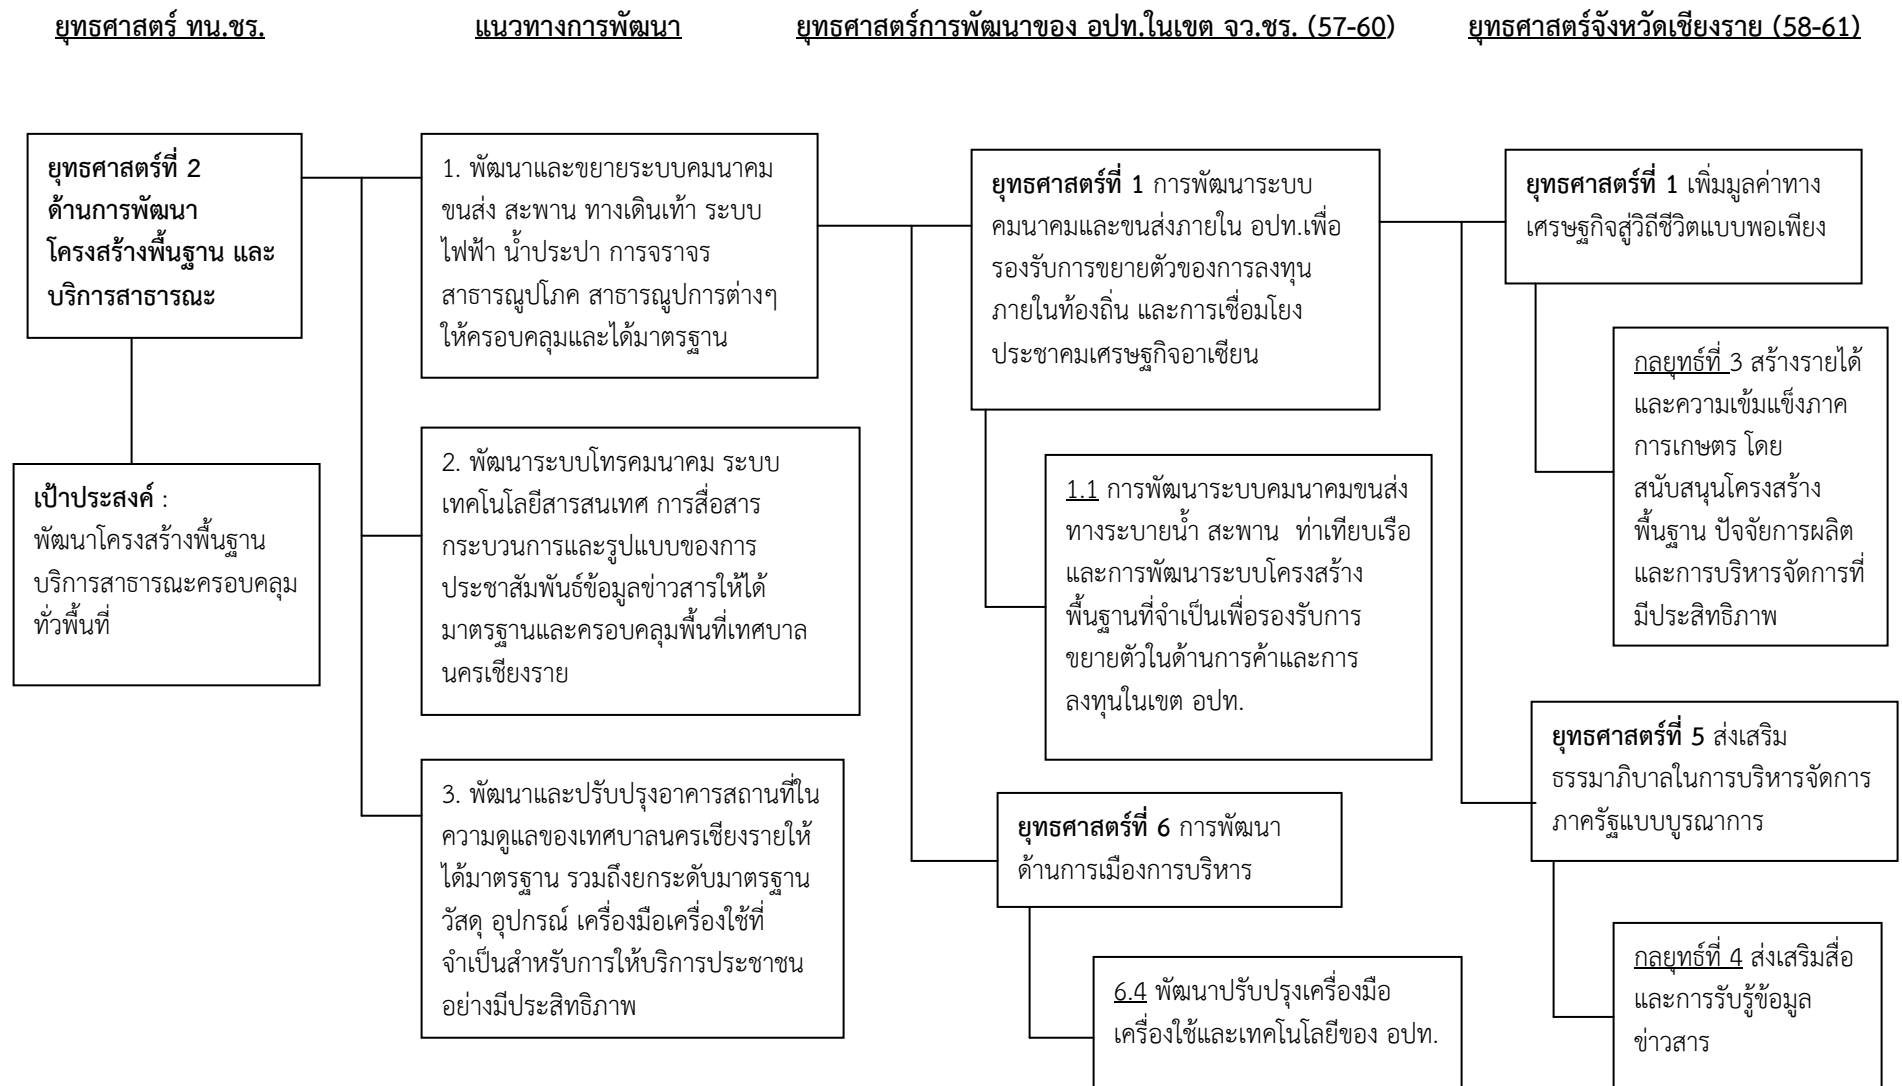 ยุทธศาสตร์ ทน.ชร.
แนวทางการพัฒนา
ยุทธศาสตร์การพัฒนาของ อปท.ในเขต จว.ชร. (57-60)
ยุทธศาสตร์จังหวัดเชียงราย (58-61)
ยุทธศาสตร์ที่ 2
ด้านการพัฒนา
โครงสร้างพื้นฐาน และ
บริการสาธารณะ
เป้าประสงค์ :
พัฒนาโครงสร้างพื้นฐาน
บริการสาธารณะครอบคลุม
ทั่วพื้นที่
1. พัฒนาและขยายระบบคมนาคม
ขนส่ง สะพาน ทางเดินเท้า ระบบ
ไฟฟ้า น้ำประปา การจราจร
สาธารณูปโภค สาธารณูปการต่างๆ
ให้ครอบคลุมและได้มาตรฐาน
2. พัฒนาระบบโทรคมนาคม ระบบ
เทคโนโลยีสารสนเทศ การสื่อสาร
กระบวนการและรูปแบบของการ
ประชาสัมพันธ์ข้อมูลข่าวสารให้ได้
มาตรฐานและครอบคลุมพื้นที่เทศบาล
นครเชียงราย
3. พัฒนาและปรับปรุงอาคารสถานที่ใน
ความดูแลของเทศบาลนครเชียงรายให้
ได้มาตรฐาน รวมถึงยกระดับมาตรฐาน
วัสดุ อุปกรณ์ เครื่องมือเครื่องใช้ที่
จำเป็นสำหรับการให้บริการประชาชน
อย่างมีประสิทธิภาพ
ยุทธศาสตร์ที่ 1 การพัฒนาระบบ
คมนาคมและขนส่งภายใน อปท.เพื่อ
รองรับการขยายตัวของการลงทุน
ภายในท้องถิ่น และการเชื่อมโยง
ประชาคมเศรษฐกิจอาเซียน
1.1 การพัฒนาระบบคมนาคมขนส่ง
ทางระบายน้ำ สะพาน ท่าเทียบเรือ
และการพัฒนาระบบโครงสร้าง
พื้นฐานที่จำเป็นเพื่อรองรับการ
ขยายตัวในด้านการค้าและการ
ลงทุนในเขต อปท.
ยุทธศาสตร์ที่ 6 การพัฒนา
ด้านการเมืองการบริหาร
6.4 พัฒนาปรับปรุงเครื่องมือ
เครื่องใช้และเทคโนโลยีของ อปท.
ยุทธศาสตร์ที่ 1 เพิ่มมูลค่าทาง
เศรษฐกิจสู่วิถีชีวิตแบบพอเพียง
กลยุทธ์ที่ 3 สร้างรายได้
และความเข้มแข็งภาค
การเกษตร โดย
สนับสนุนโครงสร้าง
พื้นฐาน ปัจจัยการผลิต
และการบริหารจัดการที่
มีประสิทธิภาพ
ยุทธศาสตร์ที่ 5 ส่งเสริม
ธรรมาภิบาลในการบริหารจัดการ
ภาครัฐแบบบูรณาการ
กลยุทธ์ที่ 4 ส่งเสริมสื่อ
และการรับรู้ข้อมูล
ข่าวสาร